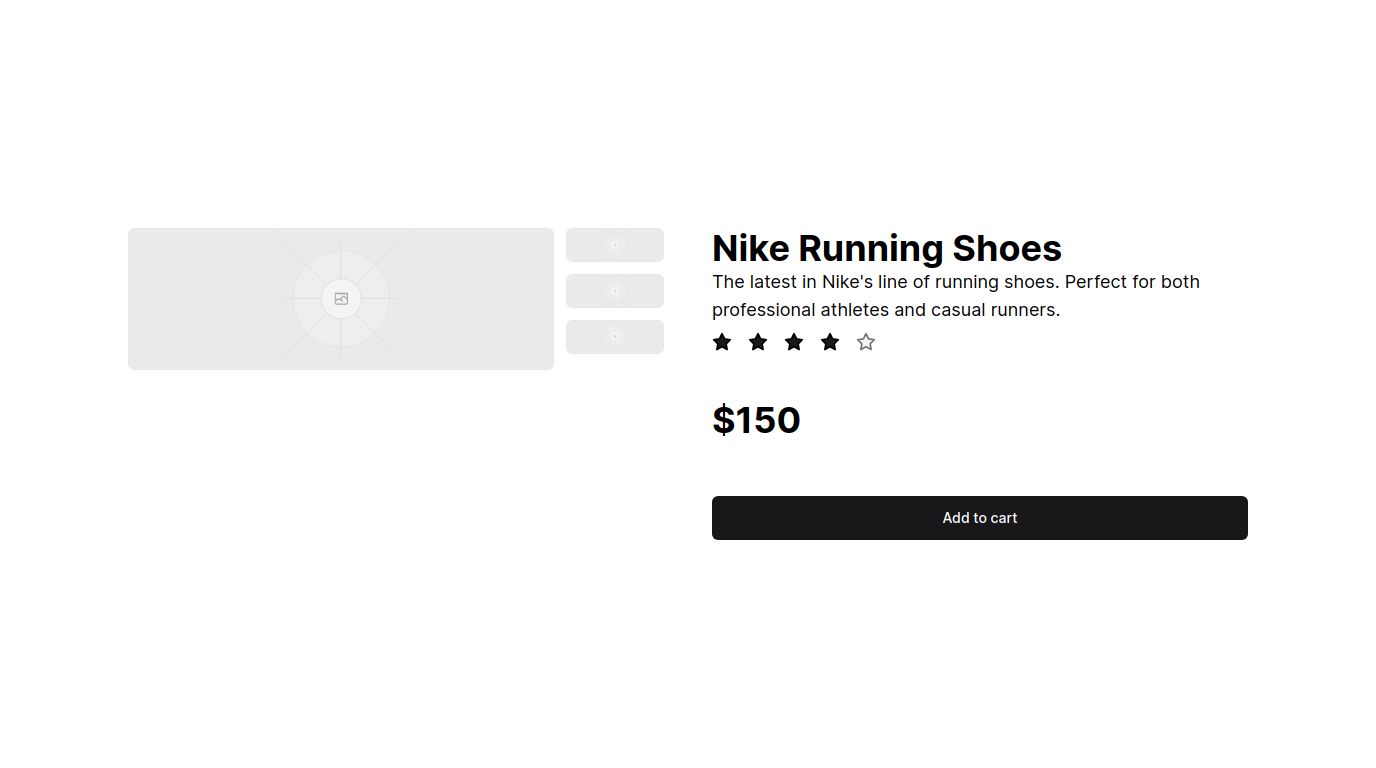 Nike Running Shoes
The latest in Nike's line of running shoes. Perfect for both
professional athletes and casual runners.
$150
Add to cart